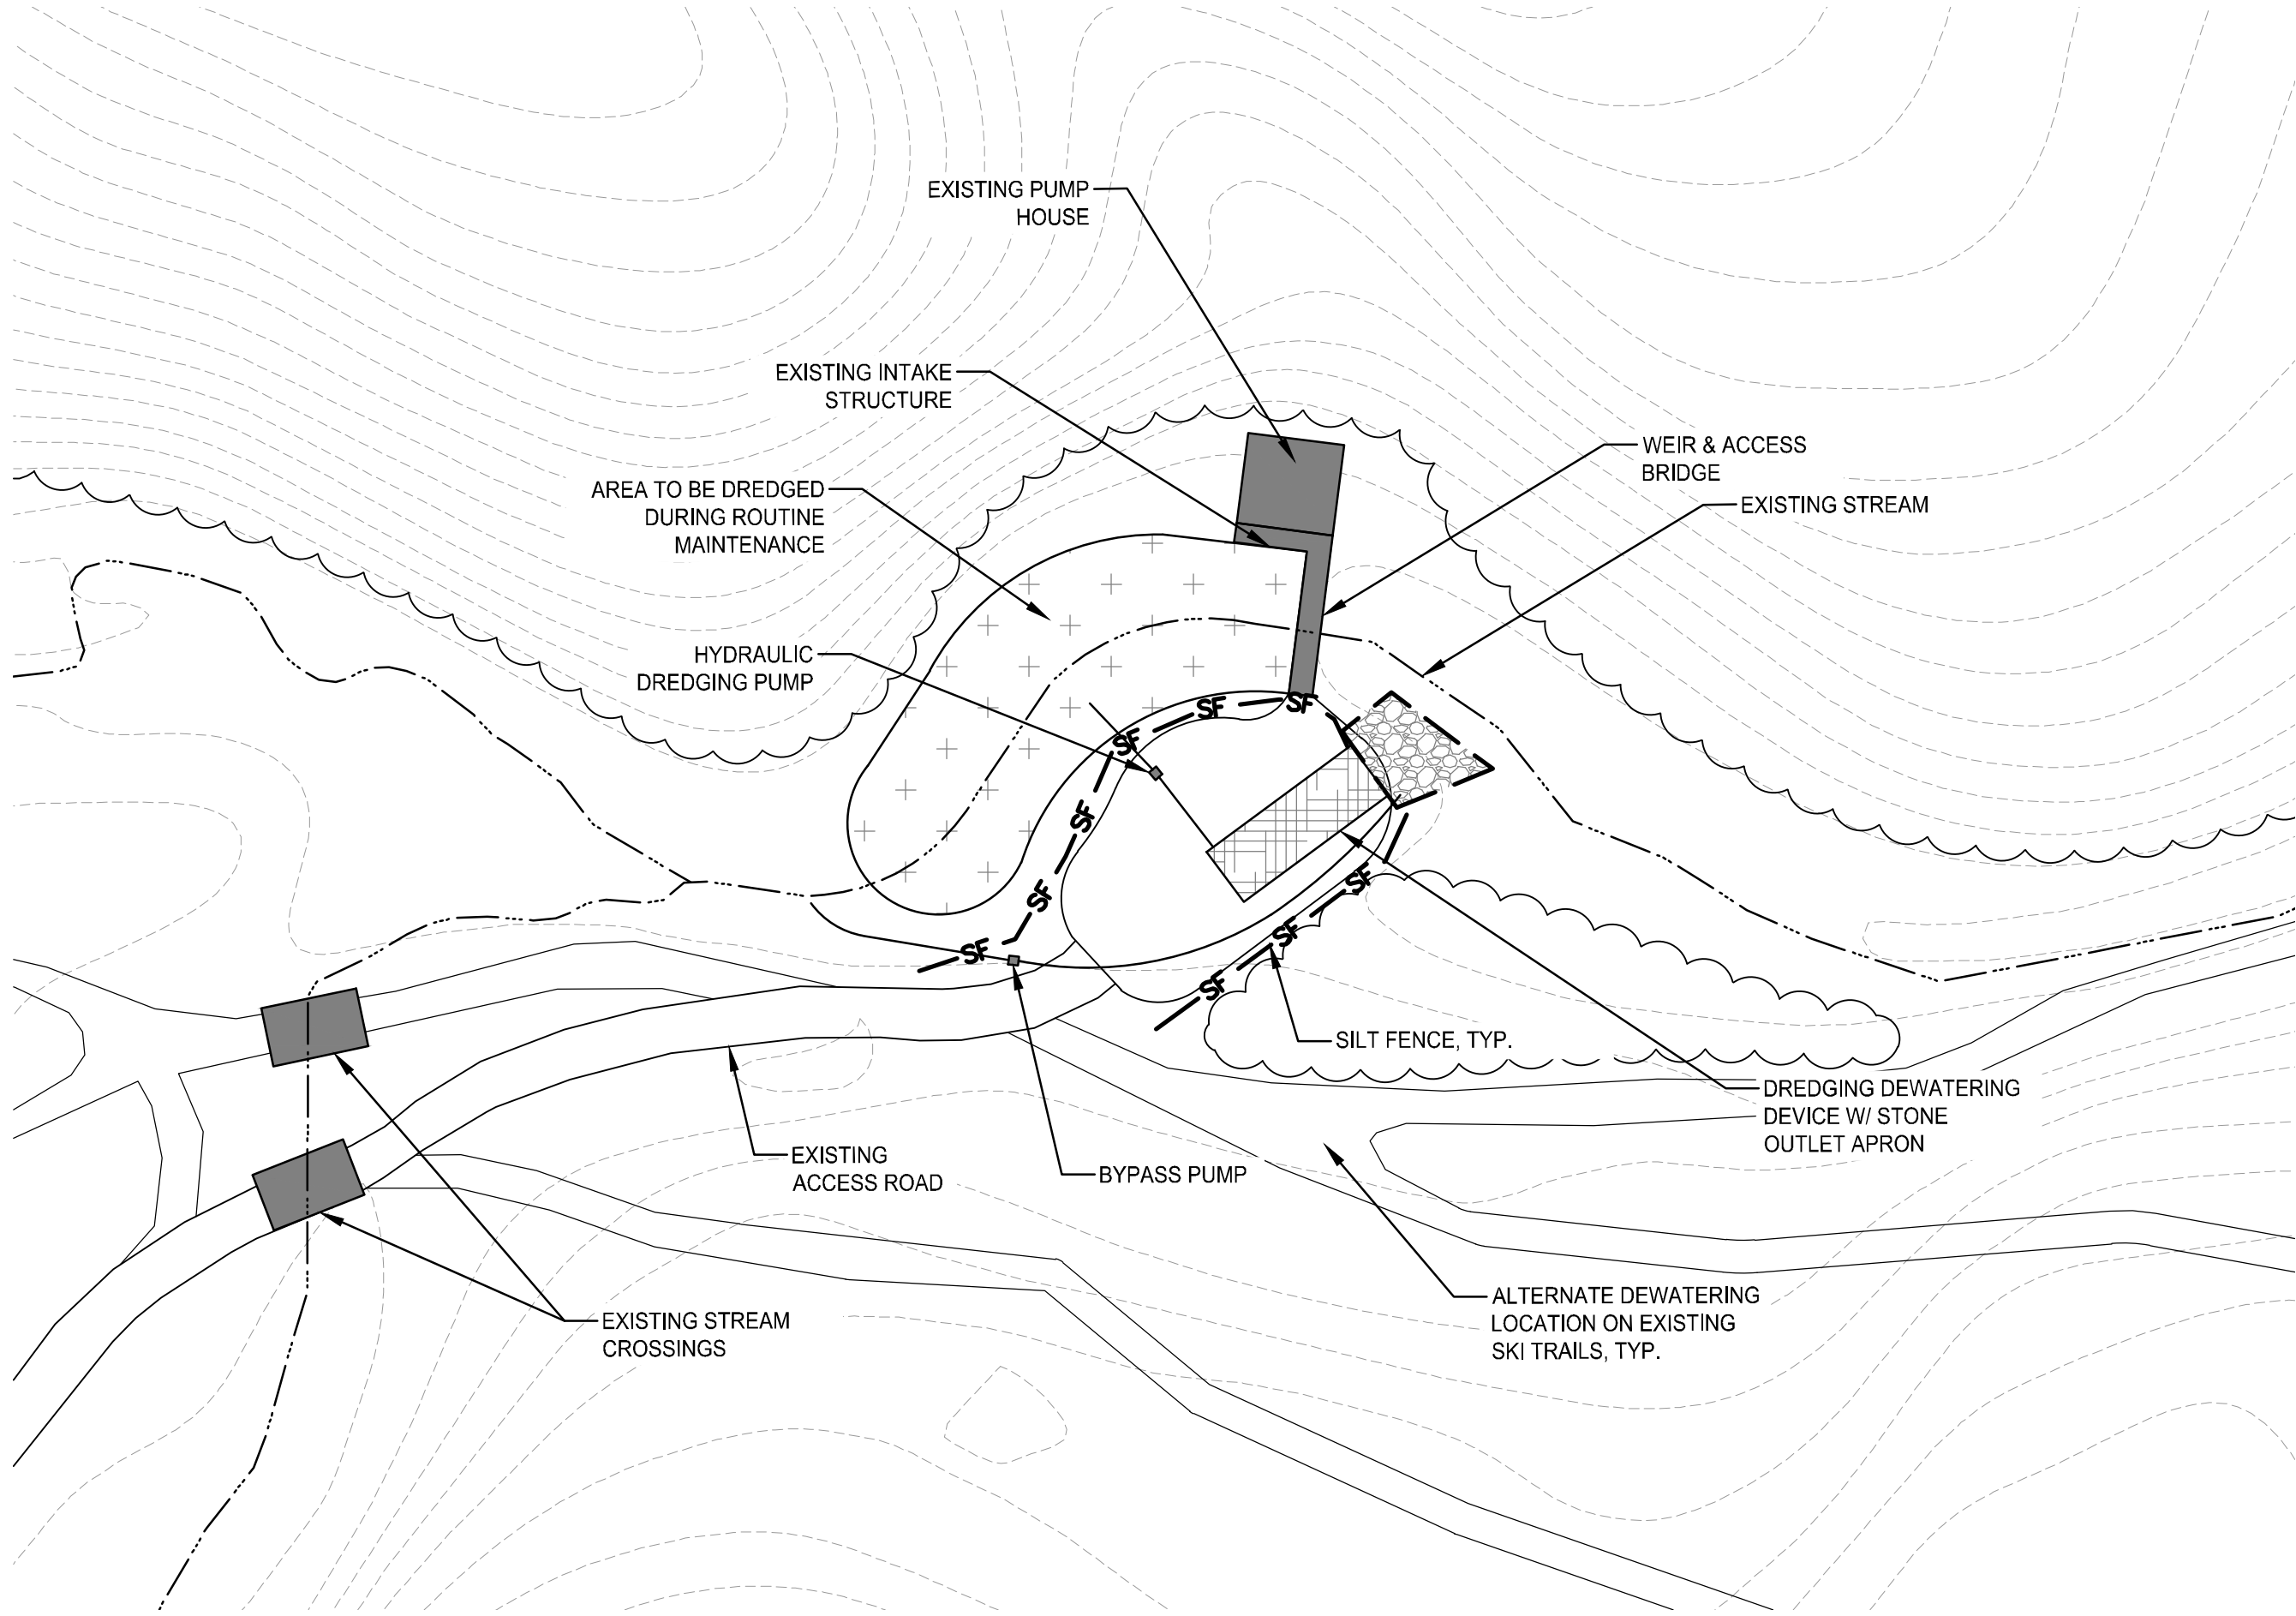 EXISTING PUMP
HOUSE
EXISTING INTAKE
STRUCTURE
WEIR & ACCESS
BRIDGE
AREA TO BE DREDGED
DURING ROUTINE
MAINTENANCE
EXISTING STREAM
HYDRAULIC
DREDGING PUMP
SF
SF
SF
SF
SF
SF
SF
SF
SF
SILT FENCE, TYP.
DREDGING DEWATERING
DEVICE W/ STONE
OUTLET APRON
EXISTING
ACCESS ROAD
BYPASS PUMP
ALTERNATE DEWATERING
LOCATION ON EXISTING
SKI TRAILS, TYP.
EXISTING STREAM
CROSSINGS